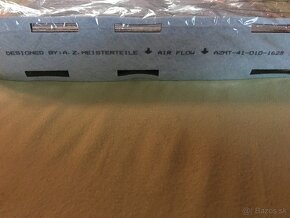 DESIGNED BY: A.Z. MEISTERTEILE ↓ AIR FLOW ↓ AZMT-41-010-1628
Bazos.sk